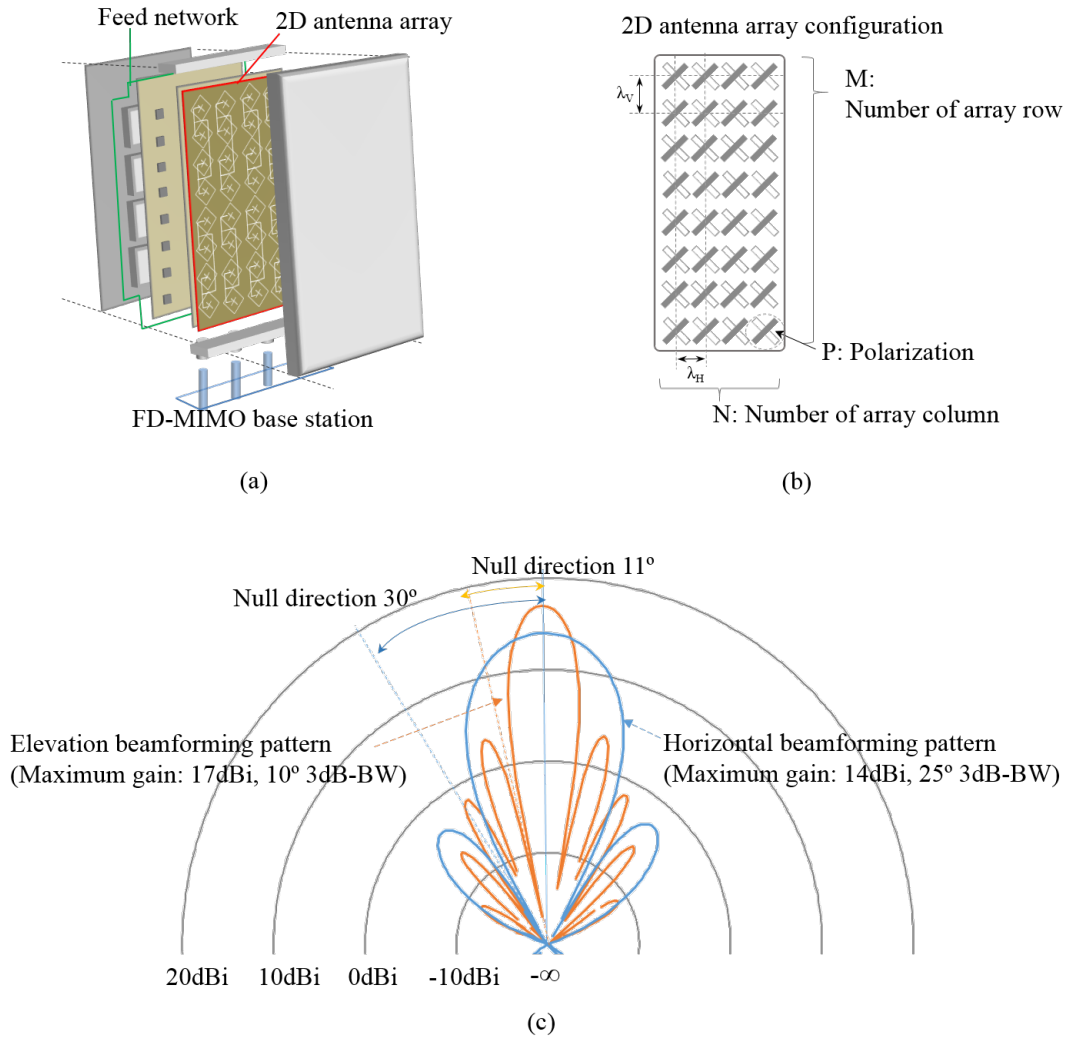 Feed network
2D antenna array
FD-MIMO base station
(a)
2D antenna array configuration
M:
Number of array row
λV
λH
P: Polarization
N: Number of array column
(b)
Null direction 11º
Null direction 30º
Elevation beamforming pattern
(Maximum gain: 17dBi, 10º 3dB-BW)
Horizontal beamforming pattern
(Maximum gain: 14dBi, 25º 3dB-BW)
20dBi 10dBi 0dBi -10dBi -∞
(c)